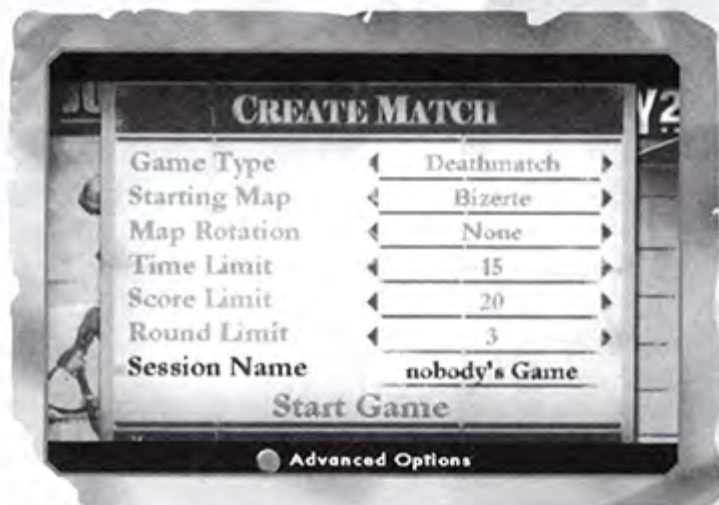 CREATE MATCH
Game Type Deathmatch
Starting Map Bizerte
Map Rotation None
Time Limit 15
Score Limit 20
Round Limit 3
Session Name nobody's Game
Start Game
Advanced Options